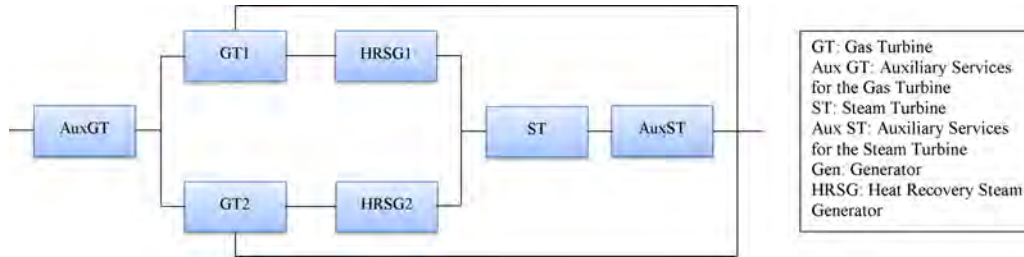 GT1
HRSG1
AuxGT
ST
AuxST
GT2
HRSG2
GT: Gas Turbine
Aux GT: Auxiliary Services
for the Gas Turbine
ST: Steam Turbine
Aux ST: Auxiliary Services
for the Steam Turbine
Gen: Generator
HRSG: Heat Recovery Steam
Generator